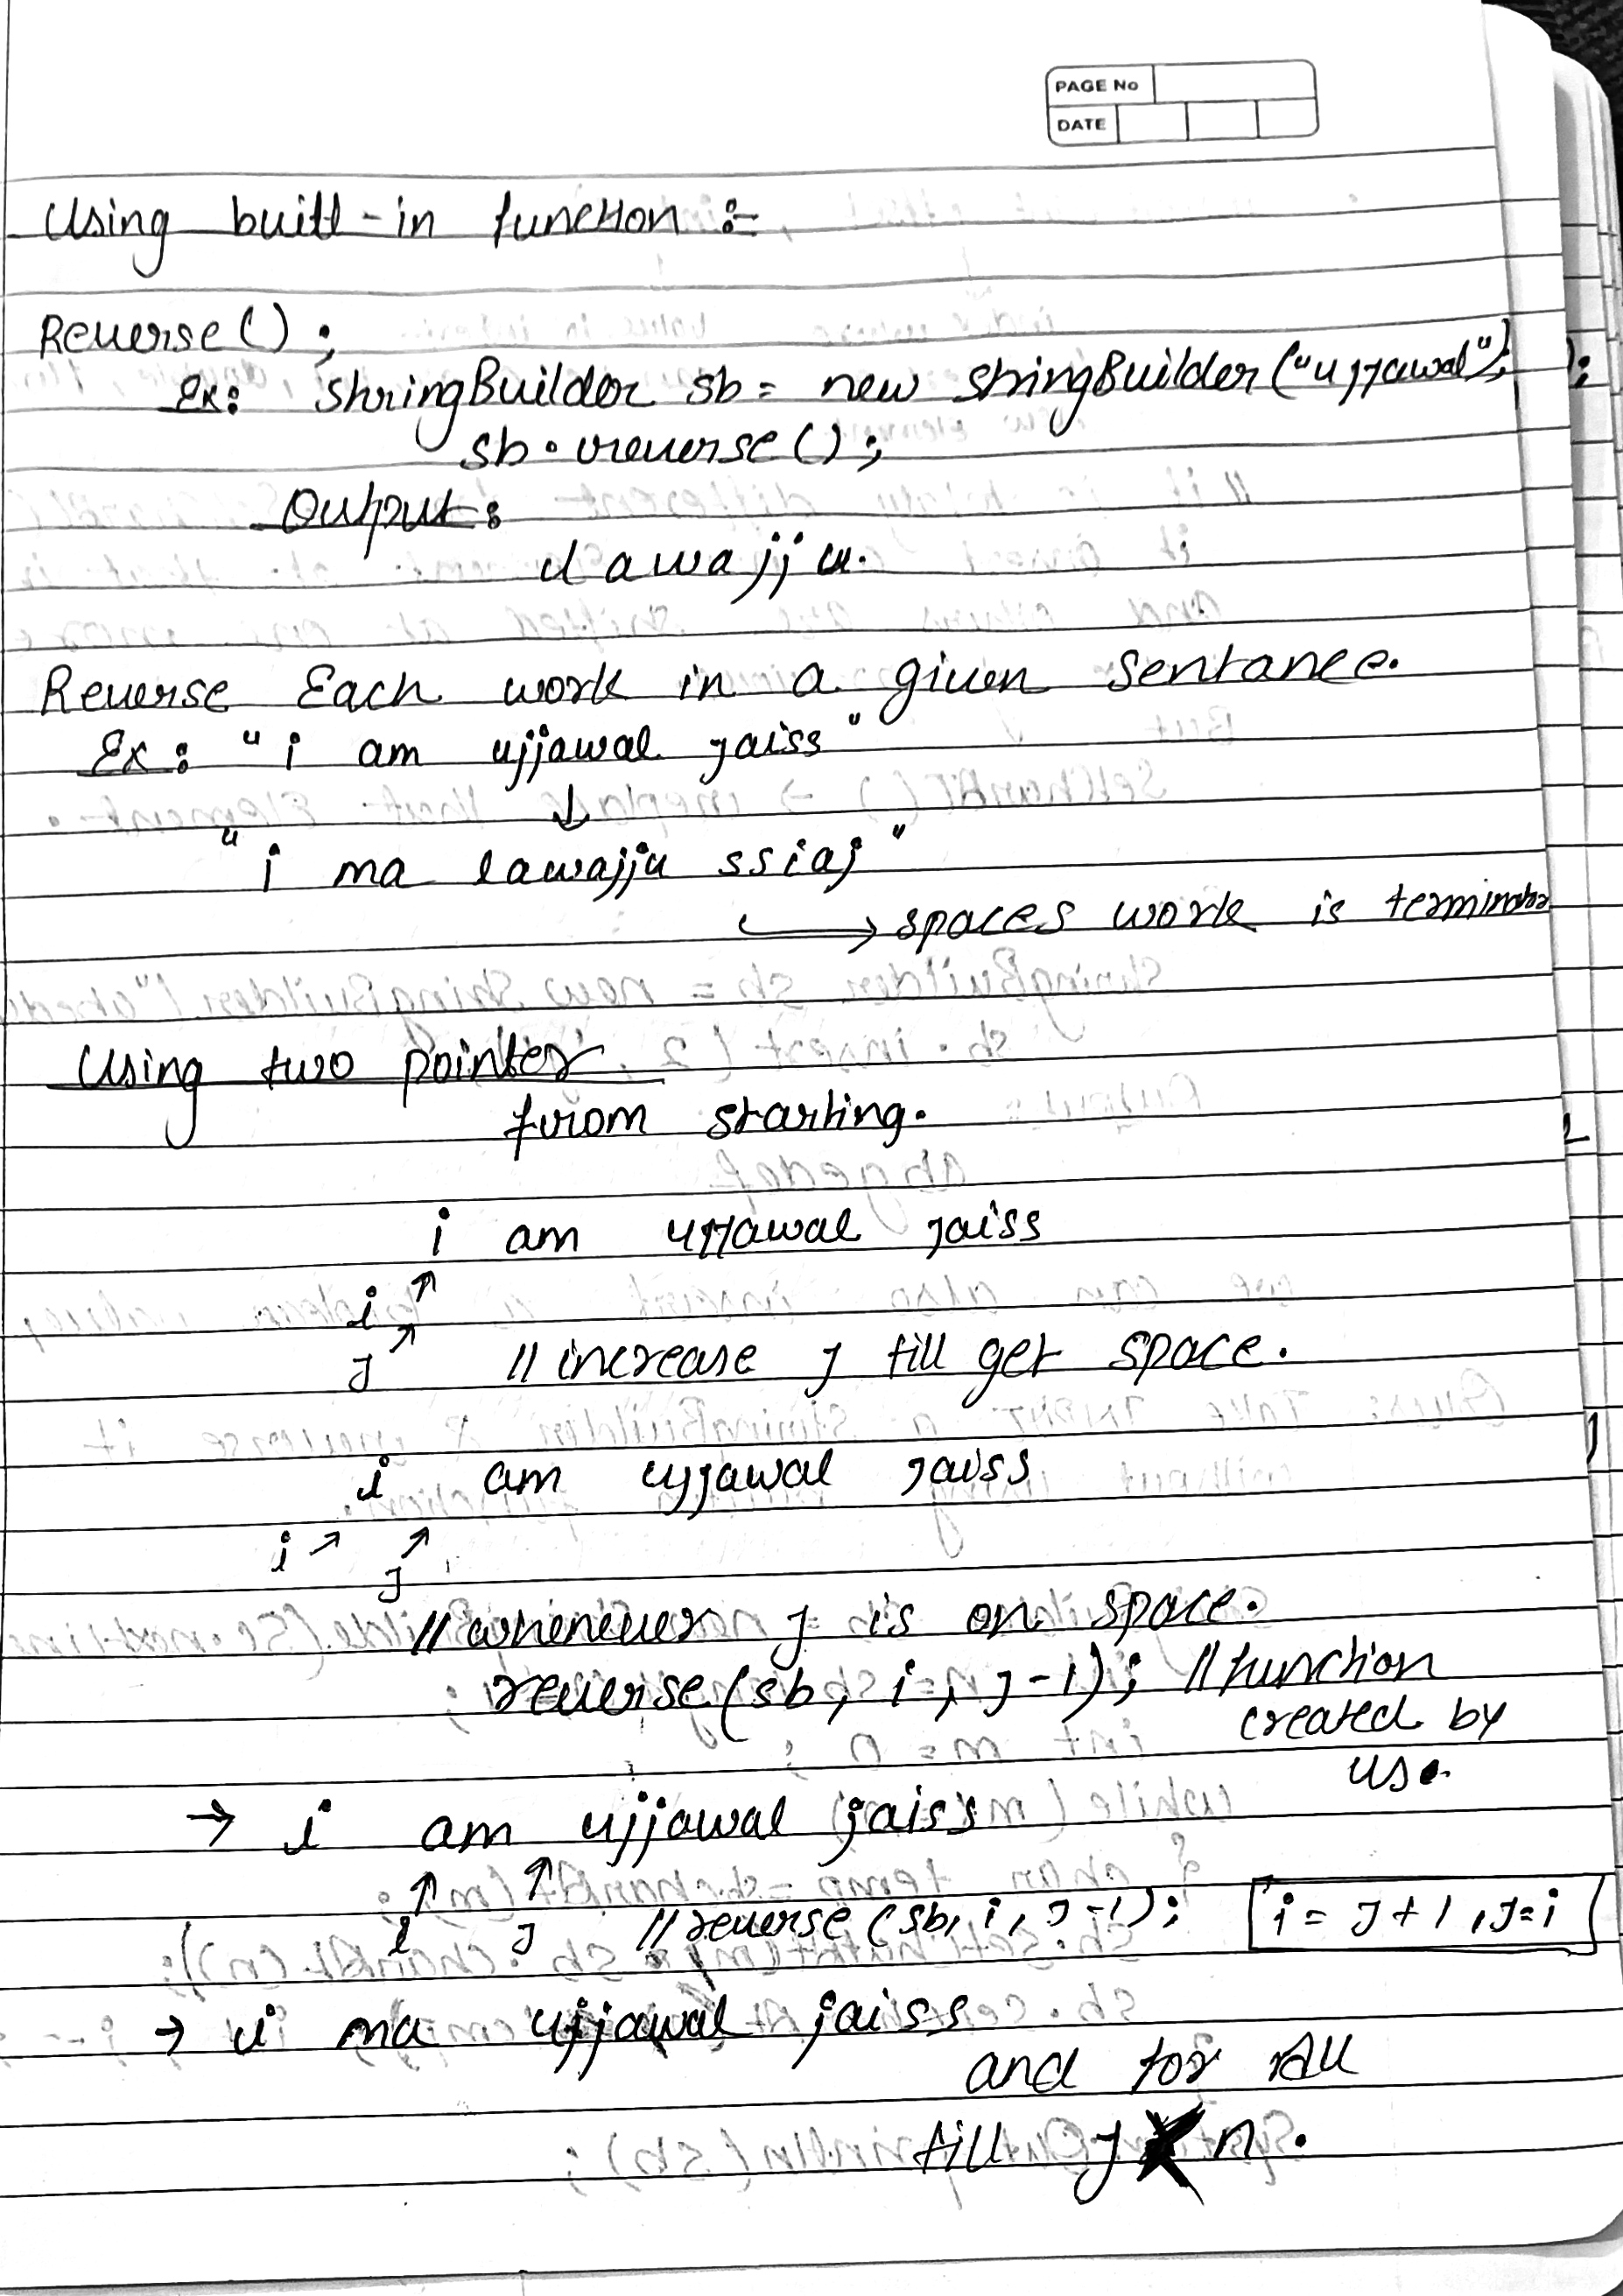 PAGE No
DATE
Using built-in function :-
Reverse() ;
Ex: StringBuilder sb = new StringBuilder("ujjawal");
sb.reverse();
Output:
lawajju.
Reverse Each work in a given sentance.
Ex: "i am ujjawal jaiss"
↓
"i ma lawajju ssiaj"
→ spaces work is terminator
Using two pointer
from starting.
i am ujjawal jaiss
i ↑
J ↗ // increase j till get space.
i am ujjawal jaiss
i ↗ ↗
J
// whenever j is on space.
reverse(sb, i, j-1); // function
created by
us.
→ i am ujjawal jaiss
↑ ↑
i J // reverse (sb, i, J-1); i = J+1, J=i
→ i ma ujjawal jaiss
and for All
till J n.